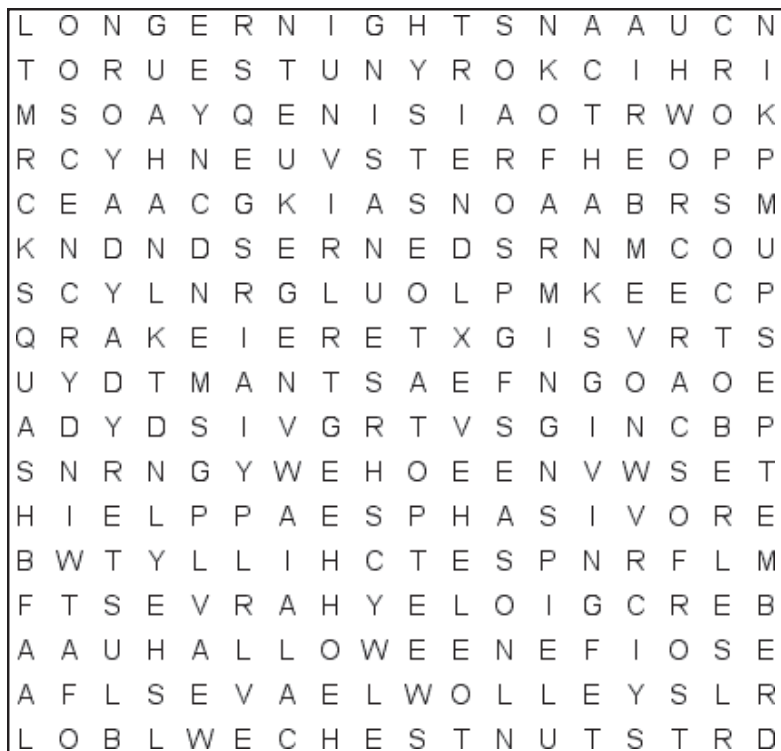 L O N G E R N I G H T S N A A U C N
T O R U E S T U N Y R O K C I H R I
M S O A Y Q E N I S I A O T R W O K
R C Y H N E U V S T E R F H E O P P
C E A A C G K I A S N O A A B R S M
K N D N D S E R N E D S R N M C O U
S C Y L N R G L U O L P M K E E C P
Q R A K E I E R E T X G I S V R T S
U Y D T M A N T S A E F N G O A O E
A D Y D S I V G R T V S G I N C B P
S N R N G Y W E H O E E N V W S E T
H I E L P P A E S P H A S I V O R E
B W T Y L L I H C T E S P N R F L M
F T S E V R A H Y E L O I G C R E B
A A U H A L L O W E E N E F I O S E
A F L S E V A E L W O L L E Y S L R
L O B L W E C H E S T N U T S T R D